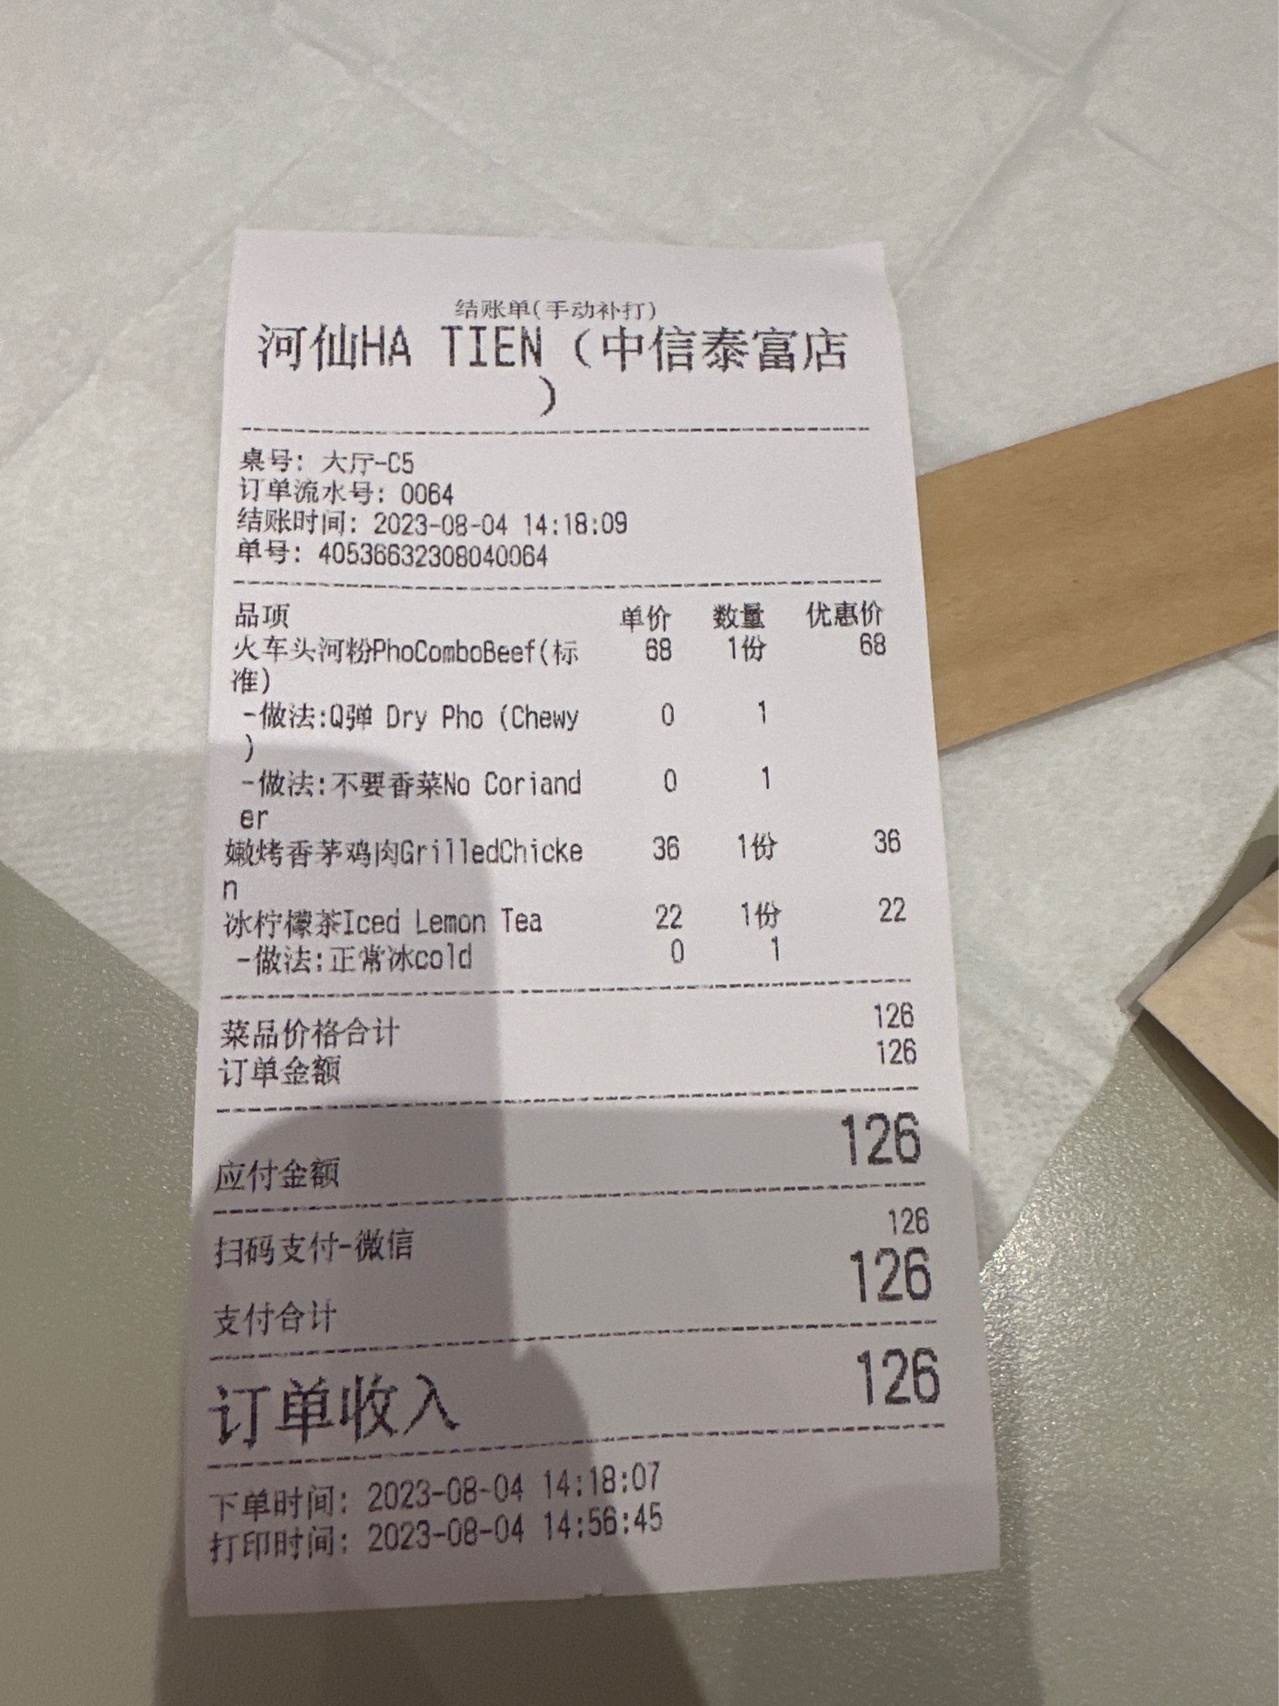 结账单(手动补打)
河仙HA TIEN（中信泰富店
）
桌号: 大厅-C5
订单流水号: 0064
结账时间: 2023-08-04 14:18:09
单号: 40536632308040064
品项 单价 数量 优惠价
火车头河粉PhoComboBeef(标 68 1份 68
准)
-做法:Q弹 Dry Pho (Chewy 0 1
)
-做法:不要香菜No Coriand 0 1
er
嫩烤香茅鸡肉GrilledChicke 36 1份 36
n
冰柠檬茶Iced Lemon Tea 22 1份 22
-做法:正常冰cold 0 1
菜品价格合计 126
订单金额 126
应付金额 126
扫码支付-微信 126
支付合计 126
订单收入 126
下单时间: 2023-08-04 14:18:07
打印时间: 2023-08-04 14:56:45